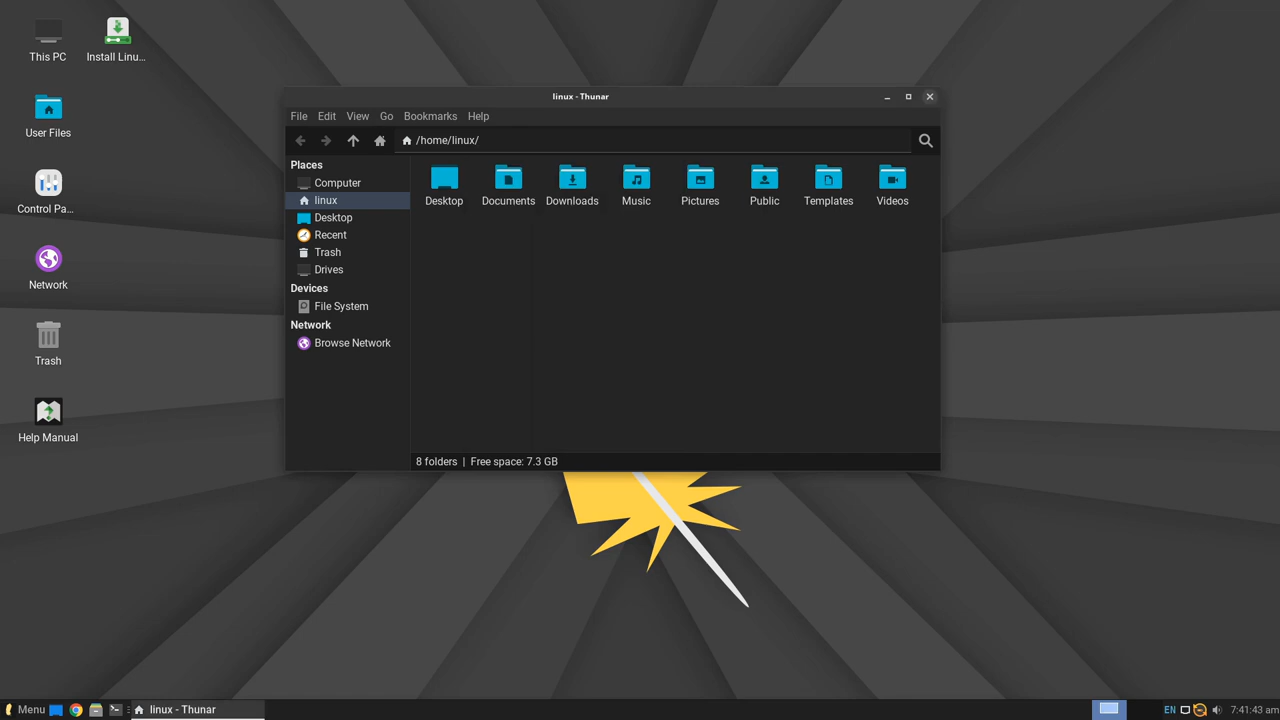 This PC
Install Linu...
User Files
Control Pa...
Network
Trash
Help Manual
linux - Thunar
File Edit View Go Bookmarks Help
/home/linux/
Places
Computer
linux
Desktop
Recent
Trash
Drives
Devices
File System
Network
Browse Network
Desktop Documents Downloads Music Pictures Public Templates Videos
8 folders | Free space: 7.3 GB
Menu
linux - Thunar
EN
7:41:43 am